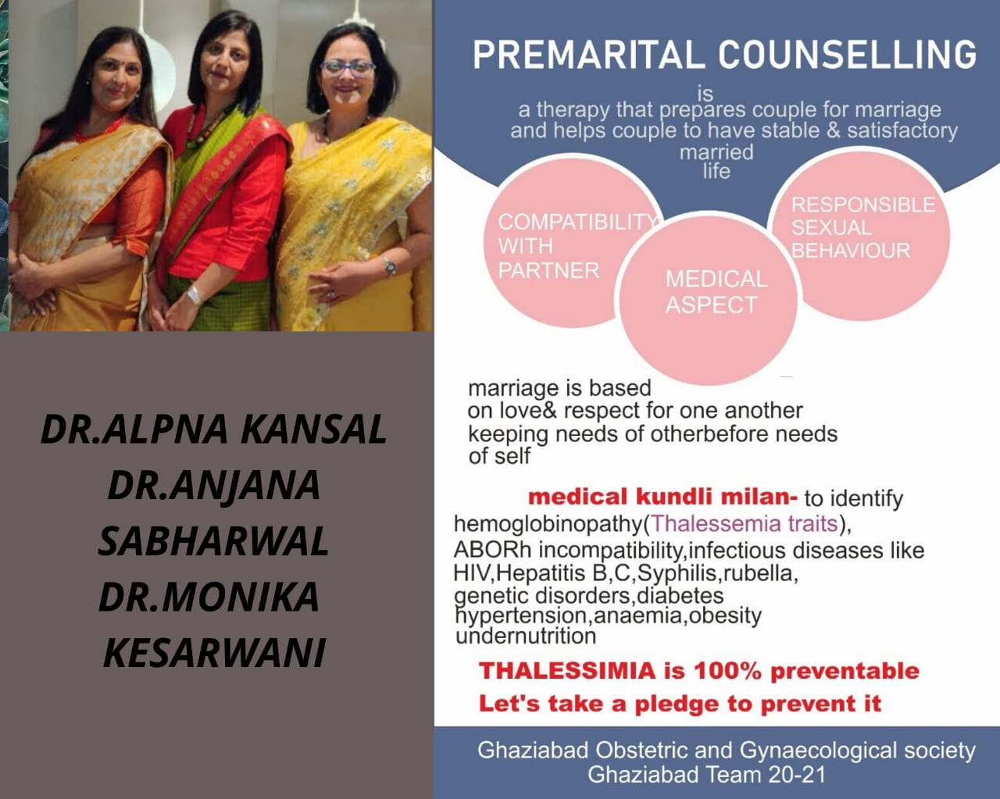 DR.ALPNA KANSAL
DR.ANJANA
SABHARWAL
DR.MONIKA
KESARWANI
PREMARITAL COUNSELLING
is
a therapy that prepares couple for marriage
and helps couple to have stable & satisfactory
married
life
COMPATIBILITY
WITH
PARTNER
MEDICAL
ASPECT
RESPONSIBLE
SEXUAL
BEHAVIOUR
marriage is based
on love& respect for one another
keeping needs of otherbefore needs
of self
medical kundli milan- to identify
hemoglobinopathy(Thalessemia traits),
ABORh incompatibility,infectious diseases like
HIV,Hepatitis B,C,Syphilis,rubella,
genetic disorders,diabetes
hypertension,anaemia,obesity
undernutrition
THALESSIMIA is 100% preventable
Let's take a pledge to prevent it
Ghaziabad Obstetric and Gynaecological society
Ghaziabad Team 20-21